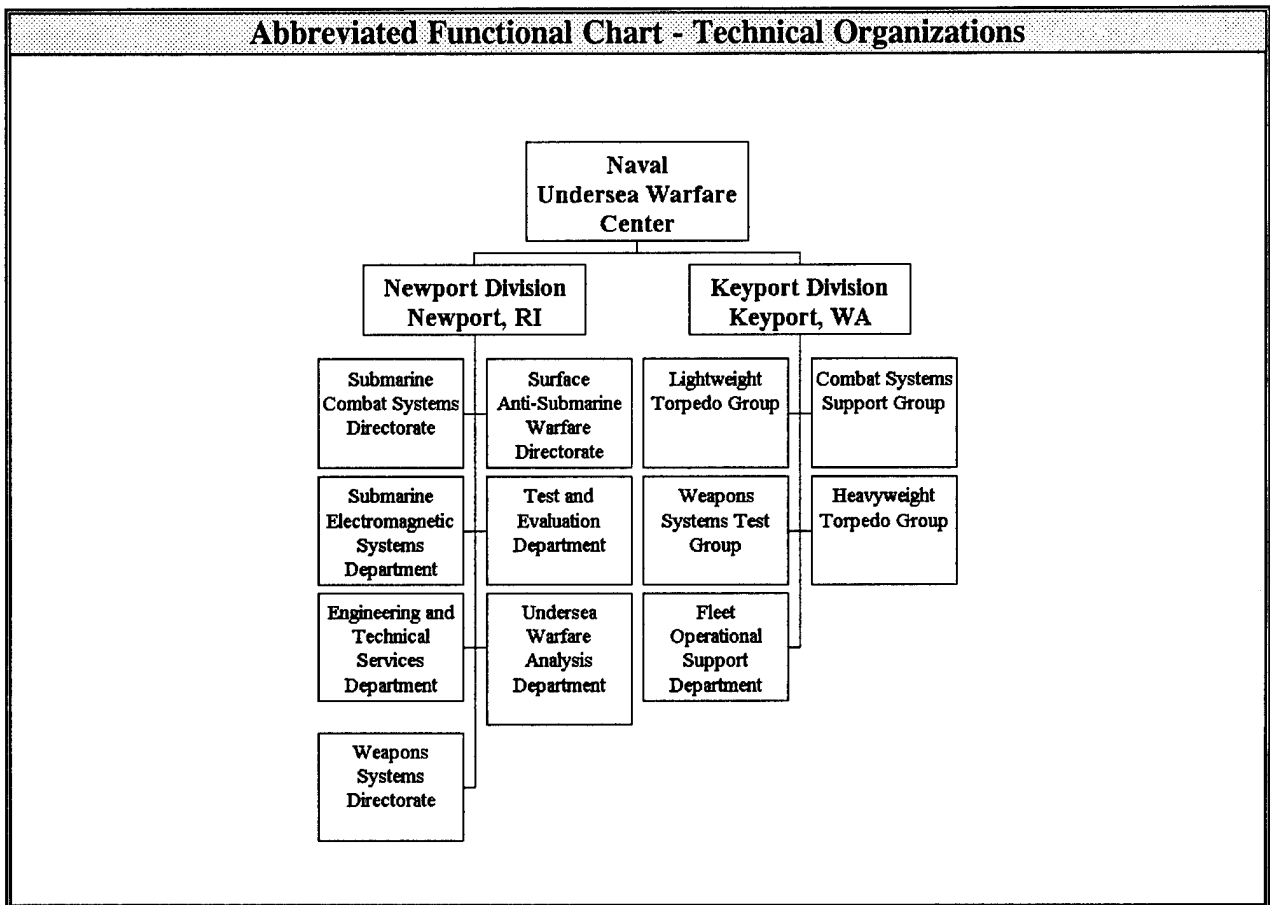 Abbreviated Functional Chart - Technical Organizations
Naval
Undersea Warfare
Center
Newport Division
Newport, RI
Keyport Division
Keyport, WA
Submarine
Combat Systems
Directorate
Surface
Anti-Submarine
Warfare
Directorate
Lightweight
Torpedo Group
Combat Systems
Support Group
Submarine
Electromagnetic
Systems
Department
Test and
Evaluation
Department
Weapons
Systems Test
Group
Heavyweight
Torpedo Group
Engineering and
Technical
Services
Department
Undersea
Warfare
Analysis
Department
Fleet
Operational
Support
Department
Weapons
Systems
Directorate